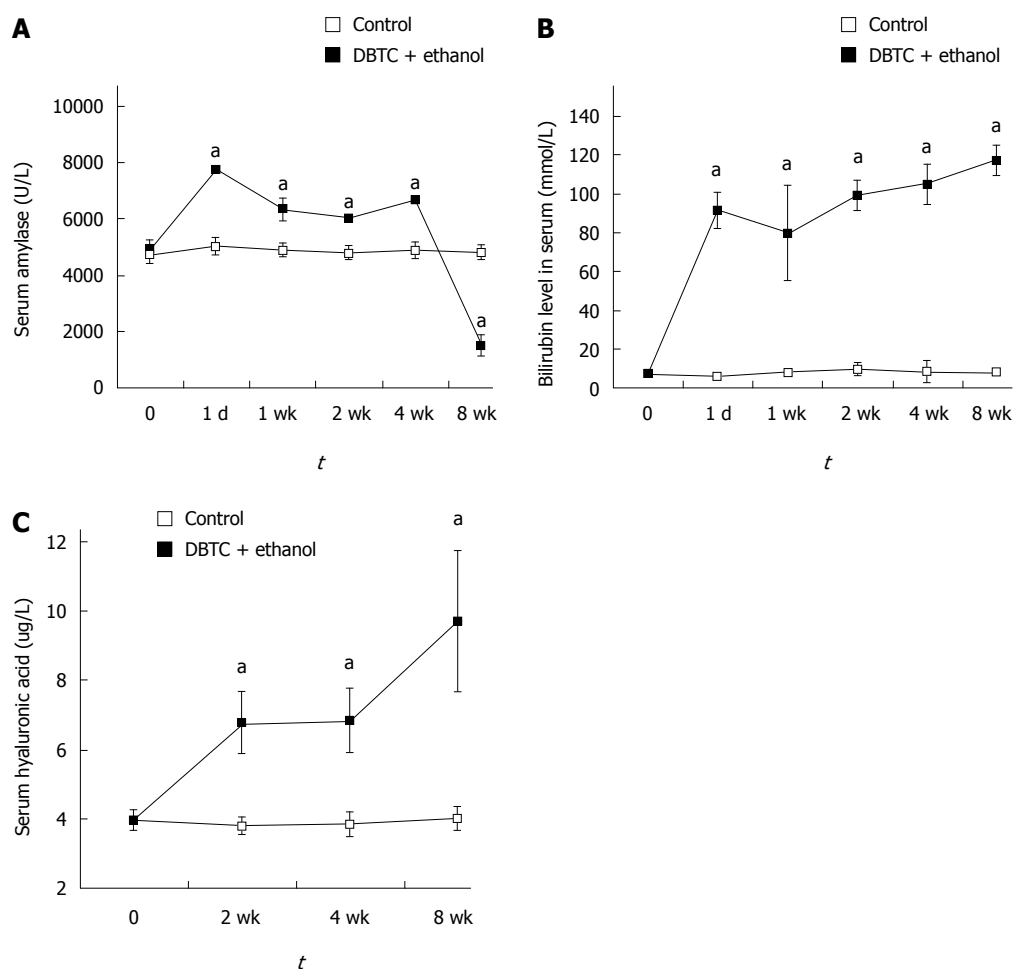 A
Control
DBTC + ethanol
Serum amylase (U/L)
10000
8000
6000
4000
2000
0
a
a
a
a
a
0 1 d 1 wk 2 wk 4 wk 8 wk
t
B
Control
DBTC + ethanol
Bilirubin level in serum (mmol/L)
140
120
100
80
60
40
20
0
a
a
a
a
a
0 1 d 1 wk 2 wk 4 wk 8 wk
t
C
Control
DBTC + ethanol
Serum hyaluronic acid (ug/L)
12
10
8
6
4
2
a
a
a
0 2 wk 4 wk 8 wk
t